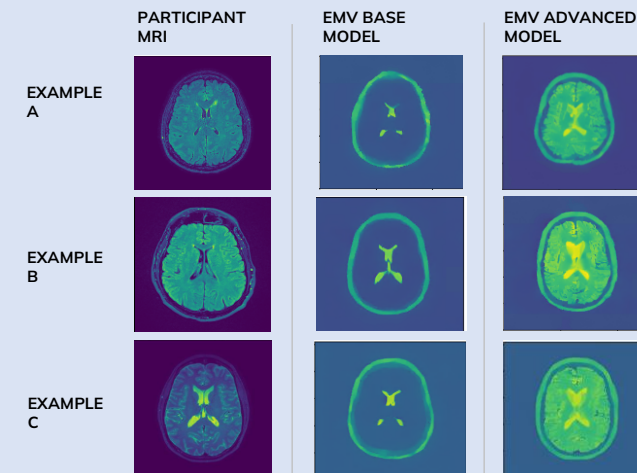 PARTICIPANT
MRI
EMV BASE
MODEL
EMV ADVANCED
MODEL
EXAMPLE
A
EXAMPLE
B
EXAMPLE
C